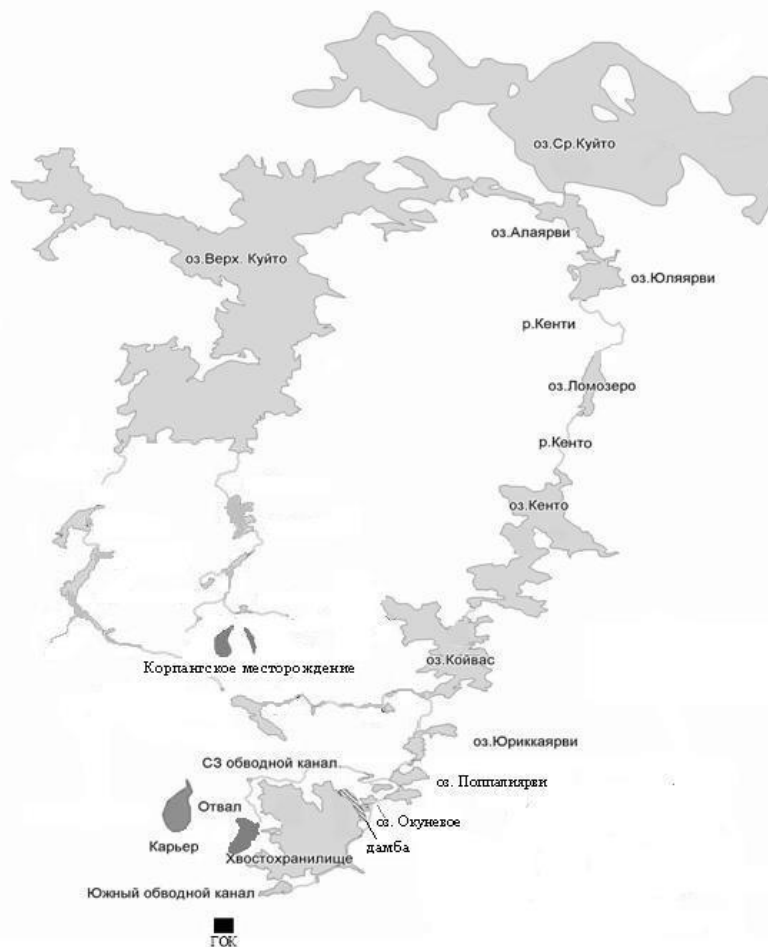 оз.Ср.Куйто
оз.Алаярви
оз.Верх. Куйто
оз.Юляярви
р.Кенти
оз.Ломозеро
р.Кенто
оз.Кенто
оз.Койвас
Корпангское месторождение
оз.Юриккаярви
СЗ обводной канал
оз. Поппалиярви
Отвал
оз. Окуневое
Карьер
дамба
Хвостохранилище
Южный обводной канал
ГОК